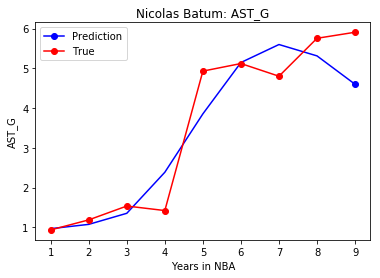 Nicolas Batum: AST_G
Prediction
True
6
5
4
3
2
1
AST_G
1 2 3 4 5 6 7 8 9
Years in NBA